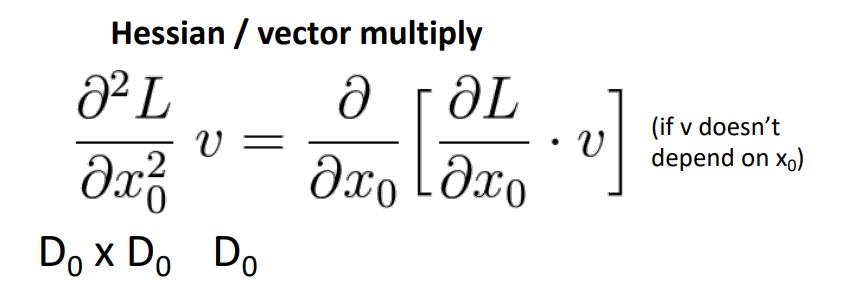 Hessian / vector multiply
∂²L/∂x₀² v = ∂/∂x₀ [∂L/∂x₀ · v]
(if v doesn't
depend on x₀)
D₀ x D₀ D₀